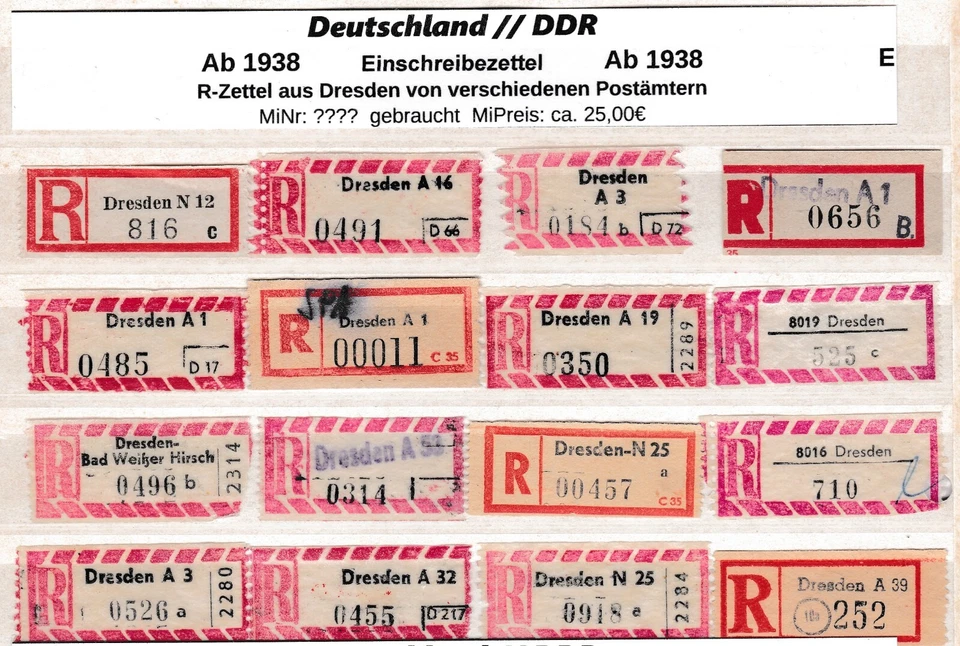 Deutschland // DDR
Ab 1938 Einschreibezettel Ab 1938 E
R-Zettel aus Dresden von verschiedenen Postämtern
MiNr: ???? gebraucht MiPreis: ca. 25,00€
R Dresden N 12
816 c
R Dresden A 16
0491 D 66
R Dresden
A 3
0184 b D 72
R Dresden A 1
0656 B.
35
R Dresden A 1
0485 D 17
R Dresden A 1
00011 C 35
R Dresden A 19
0350 2289
R 8019 Dresden
525 c
R Dresden-
Bad Weißer Hirsch
0496 b 2314
R Dresden A 53
0314
R Dresden-N 25
a
00457 C 35
R 8016 Dresden
710
R Dresden A 3
0526 a 2280
R Dresden A 32
0455 D 217
R Dresden N 25
0918 a 2284
R Dresden A 39
252